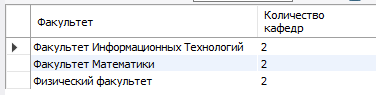 Факультет Количество кафедр
Факультет Информационных Технологий 2
Факультет Математики 2
Физический факультет 2